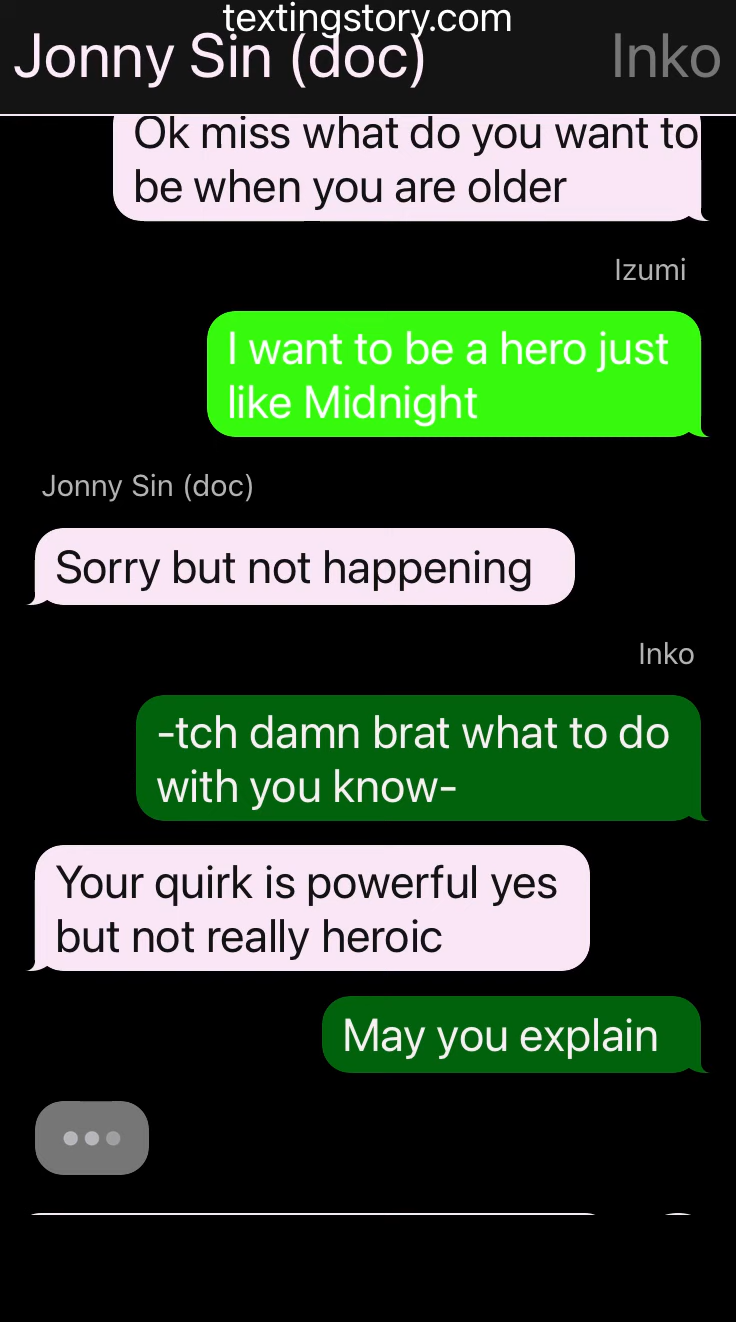 textingstory.com
Jonny Sin (doc)
Inko
Ok miss what do you want to
be when you are older
Izumi
I want to be a hero just
like Midnight
Jonny Sin (doc)
Sorry but not happening
Inko
-tch damn brat what to do
with you know-
Your quirk is powerful yes
but not really heroic
May you explain